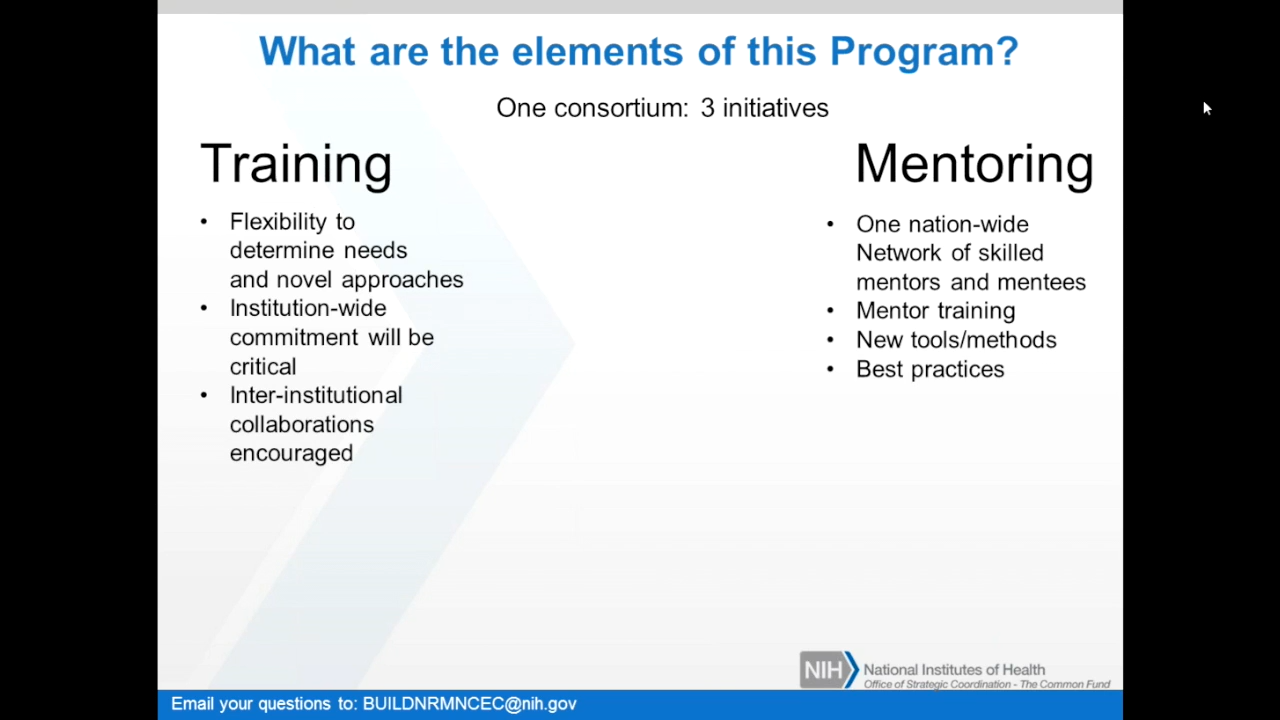 What are the elements of this Program?
One consortium: 3 initiatives
Training
• Flexibility to
determine needs
and novel approaches
• Institution-wide
commitment will be
critical
• Inter-institutional
collaborations
encouraged
Mentoring
• One nation-wide
Network of skilled
mentors and mentees
• Mentor training
• New tools/methods
• Best practices
NIH National Institutes of Health
Office of Strategic Coordination - The Common Fund
Email your questions to: BUILDNRMNCEC@nih.gov